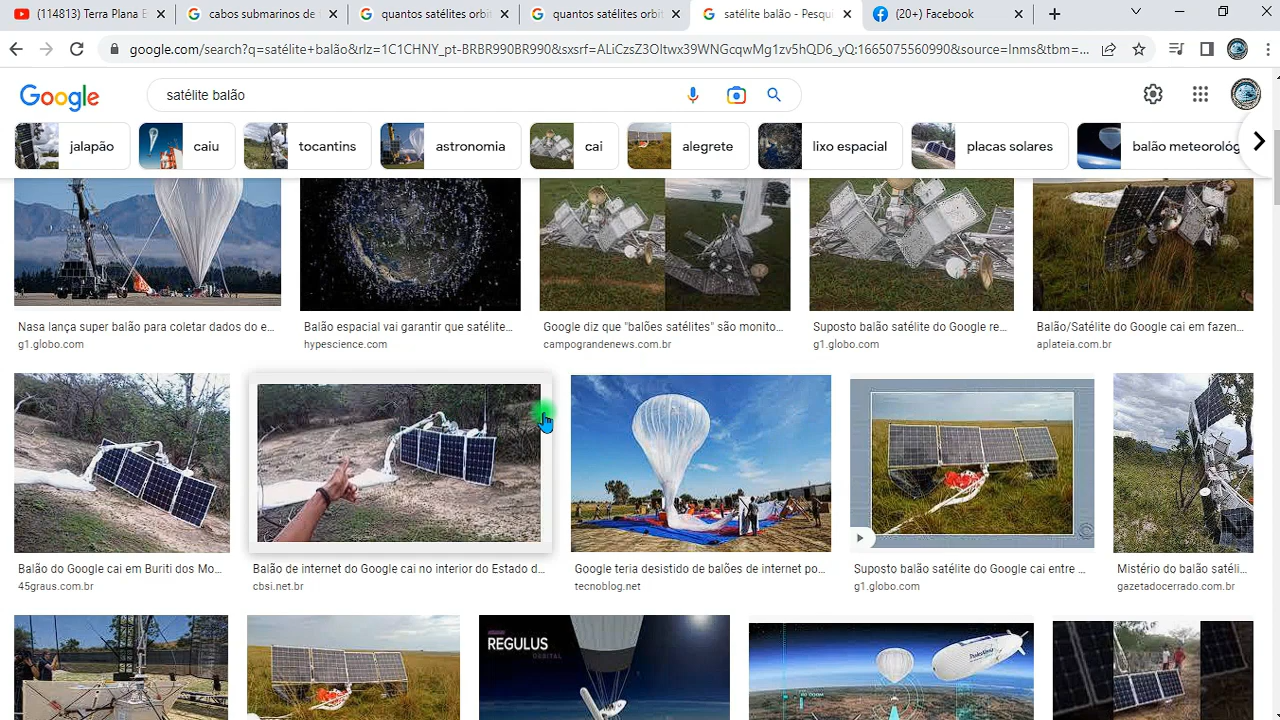 (114813) Terra Plana E
cabos submarinos de
quantos satélites orbit
quantos satélites orbit
satélite balão - Pesqui
(20+) Facebook
google.com/search?q=satélite+balão&rlz=1C1CHNY_pt-BRBR990BR990&sxsrf=ALiCzsZ3OItwx39WNGcqwMg1zv5hQD6_yQ:1665075560990&source=lnms&tbm=...
Google
satélite balão
jalapão
caiu
tocantins
astronomia
cai
alegrete
lixo espacial
placas solares
balão meteorológ
Nasa lança super balão para coletar dados do e...
g1.globo.com
Balão espacial vai garantir que satélite...
hypescience.com
Google diz que "balões satélites" são monito...
campograndenews.com.br
Suposto balão satélite do Google re...
g1.globo.com
Balão/Satélite do Google cai em fazen...
aplateia.com.br
Balão do Google cai em Buriti dos Mo...
45graus.com.br
Balão de internet do Google cai no interior do Estado d...
cbsi.net.br
Google teria desistido de balões de internet po...
tecnoblog.net
Suposto balão satélite do Google cai entre ...
g1.globo.com
Mistério do balão satéli...
gazetadocerrado.com.br
REGULUS
ORBITAL